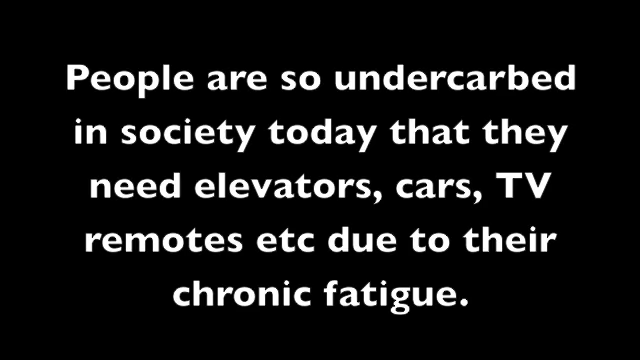 People are so undercarbed
in society today that they
need elevators, cars, TV
remotes etc due to their
chronic fatigue.